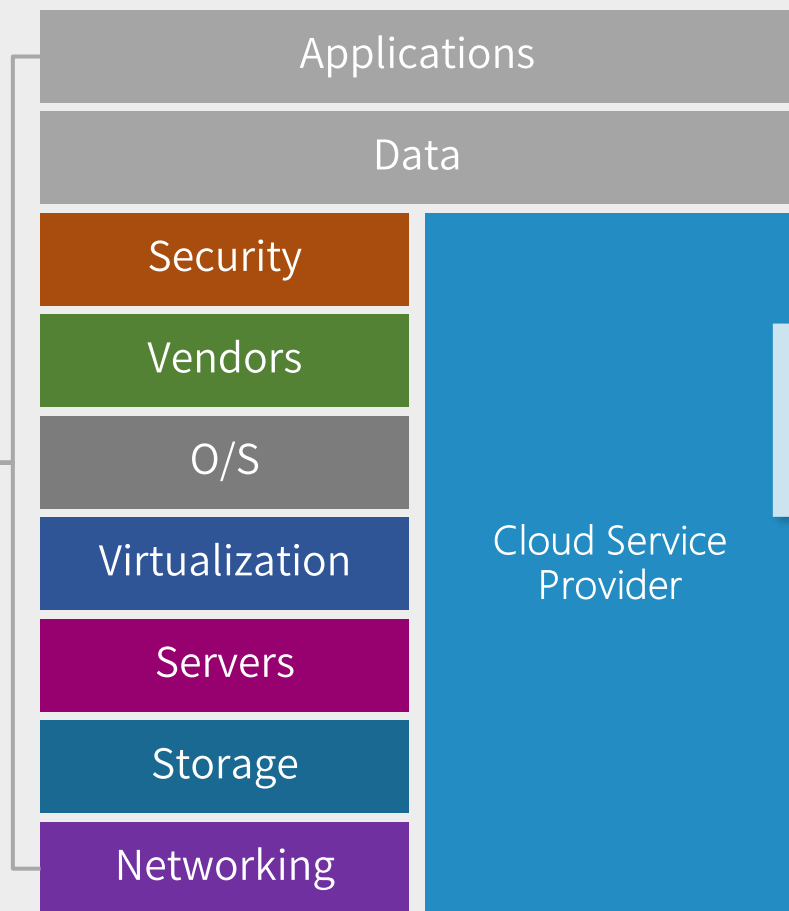 Applications
Data
Security
Vendors
O/S
Virtualization
Servers
Storage
Networking
Cloud Service
Provider